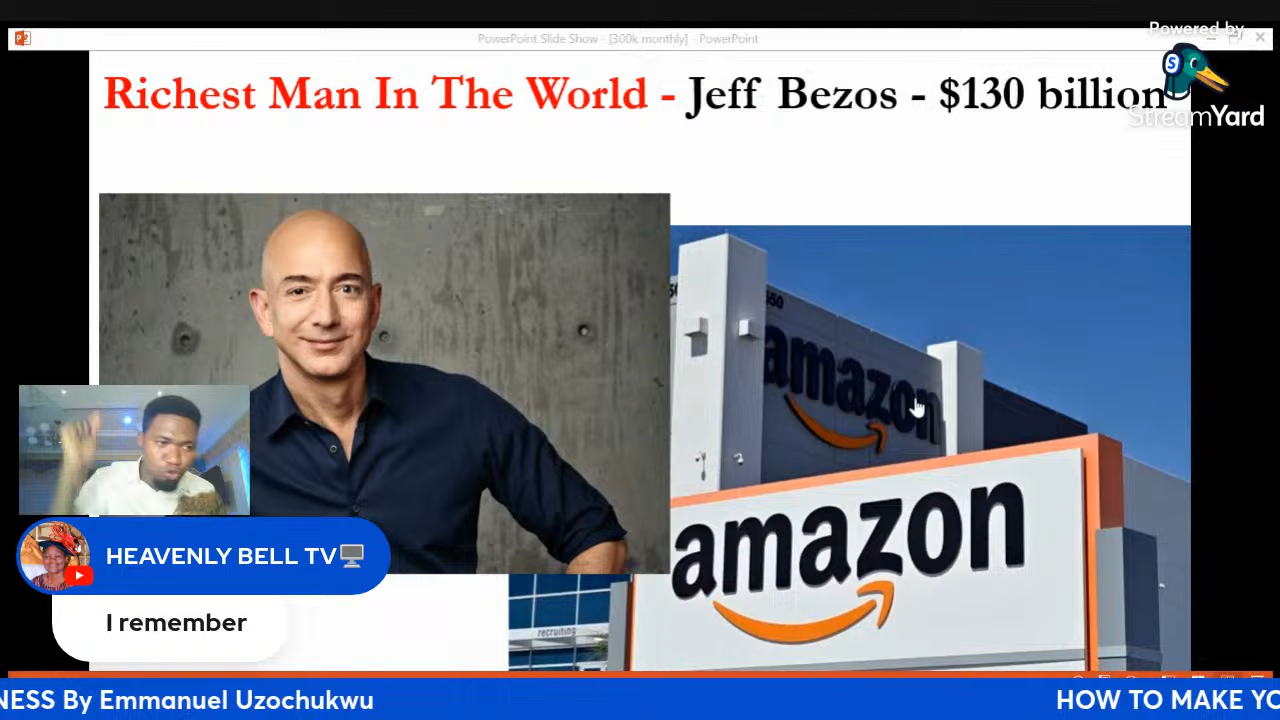 Powered by
StreamYard
PowerPoint Slide Show - [300k monthly] - PowerPoint
Richest Man In The World - Jeff Bezos - $130 billion
amazon
amazon
recruiting
HEAVENLY BELL TV🖥️
I remember
NESS By Emmanuel Uzochukwu
HOW TO MAKE YO